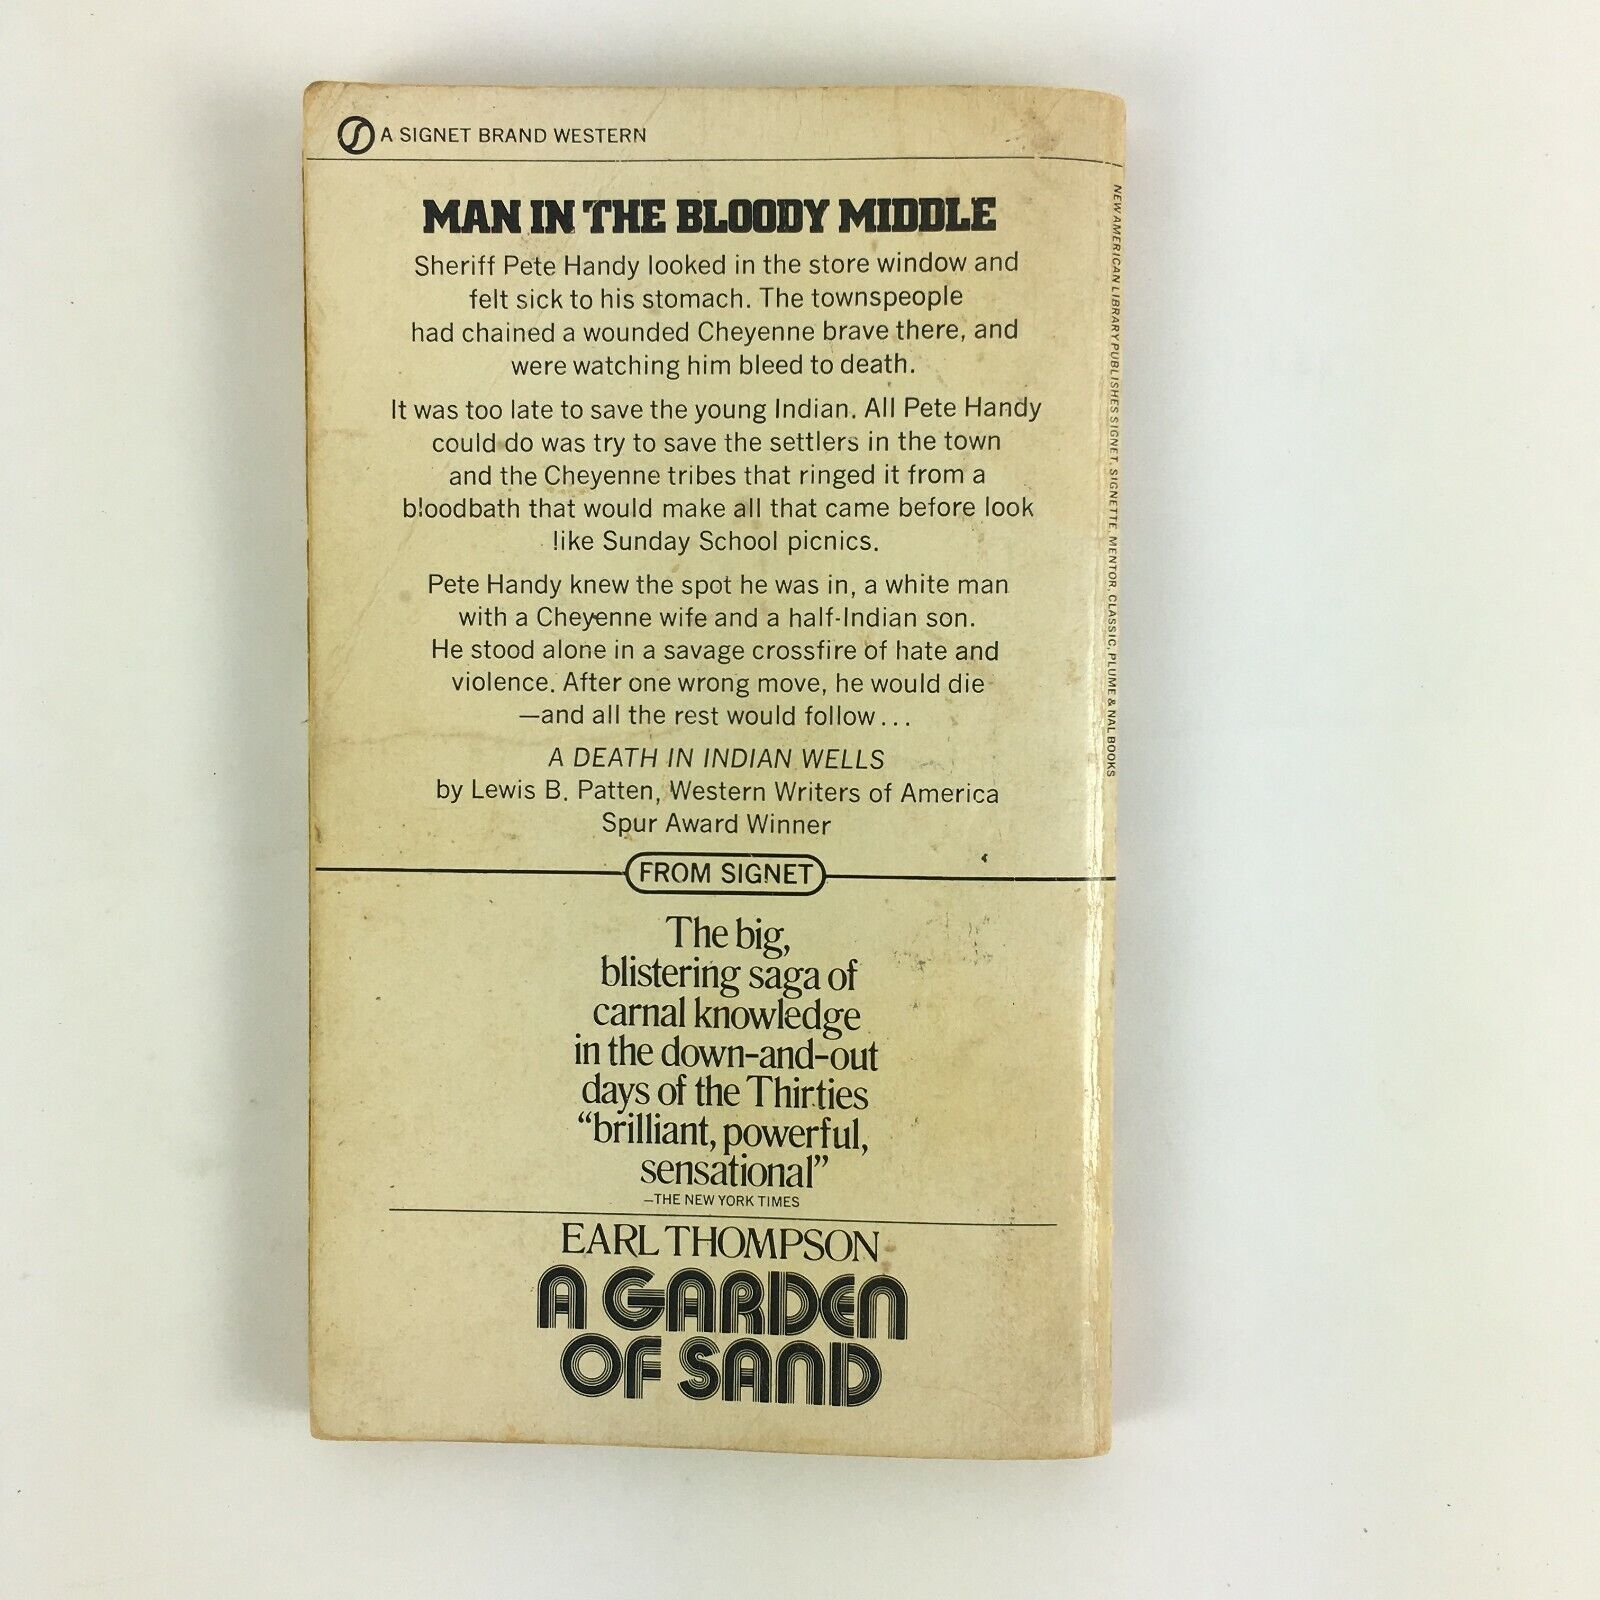 A SIGNET BRAND WESTERN
MAN IN THE BLOODY MIDDLE
Sheriff Pete Handy looked in the store window and
felt sick to his stomach. The townspeople
had chained a wounded Cheyenne brave there, and
were watching him bleed to death.
It was too late to save the young Indian. All Pete Handy
could do was try to save the settlers in the town
and the Cheyenne tribes that ringed it from a
bloodbath that would make all that came before look
like Sunday School picnics.
Pete Handy knew the spot he was in, a white man
with a Cheyenne wife and a half-Indian son.
He stood alone in a savage crossfire of hate and
violence. After one wrong move, he would die
—and all the rest would follow...
A DEATH IN INDIAN WELLS
by Lewis B. Patten, Western Writers of America
Spur Award Winner
FROM SIGNET
The big,
blistering saga of
carnal knowledge
in the down-and-out
days of the Thirties
“brilliant, powerful,
sensational”
—THE NEW YORK TIMES
EARL THOMPSON
A GARDEN
OF SAND
NEW AMERICAN LIBRARY PUBLISHES SIGNET, SIGNETTE, MENTOR, CLASSIC, PLUME & NAL BOOKS